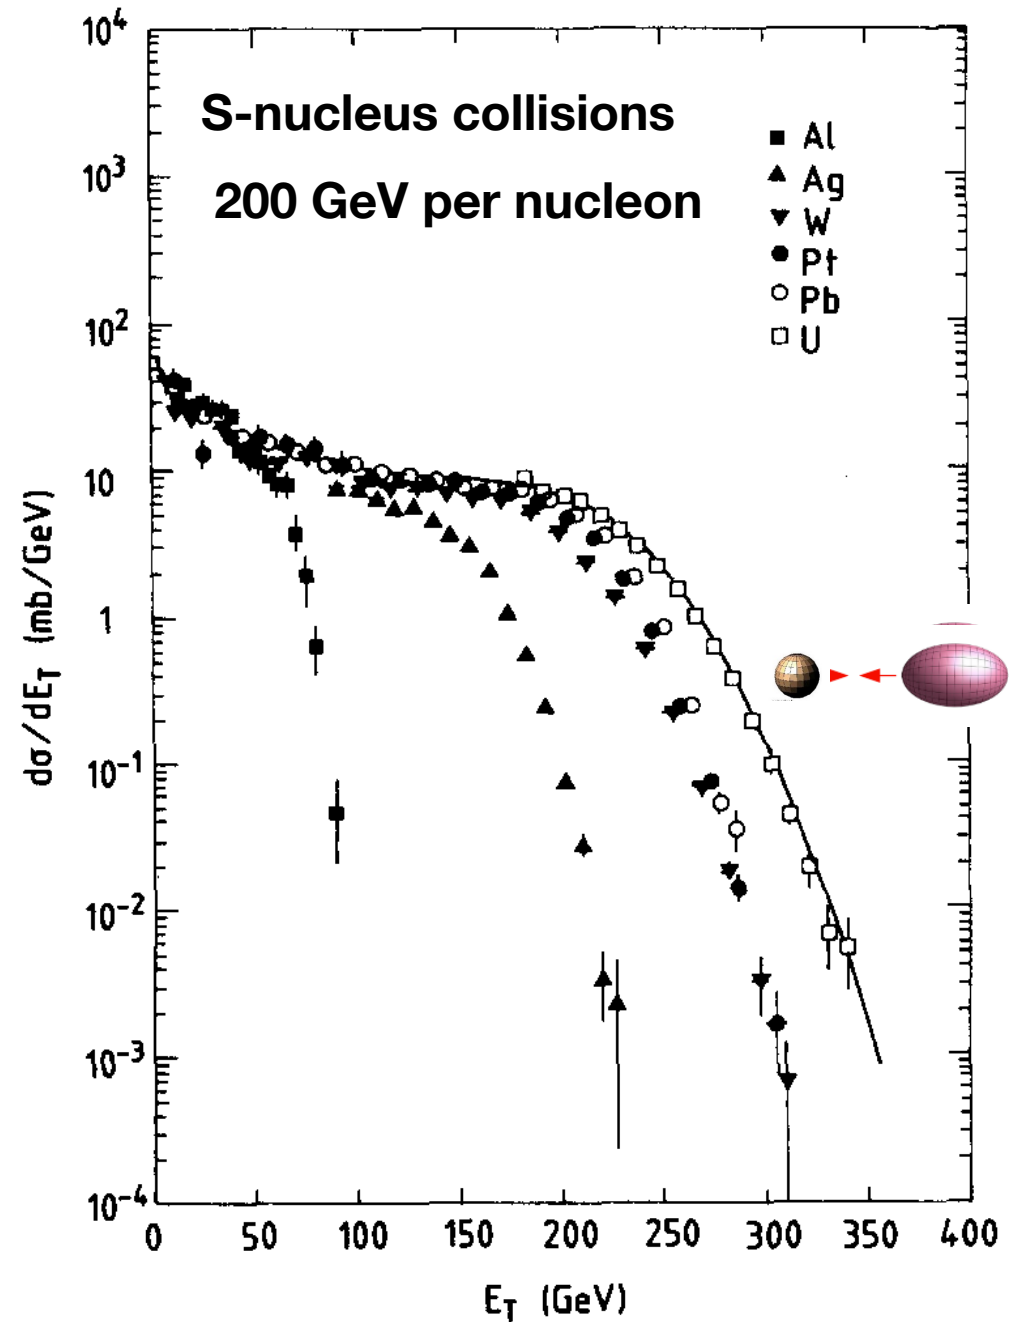 S-nucleus collisions
200 GeV per nucleon
Al
Ag
W
Pt
Pb
U
10⁴
10³
10²
10
1
10⁻¹
10⁻²
10⁻³
10⁻⁴
dσ/dE_T (mb/GeV)
0 50 100 150 200 250 300 350 400
E_T (GeV)